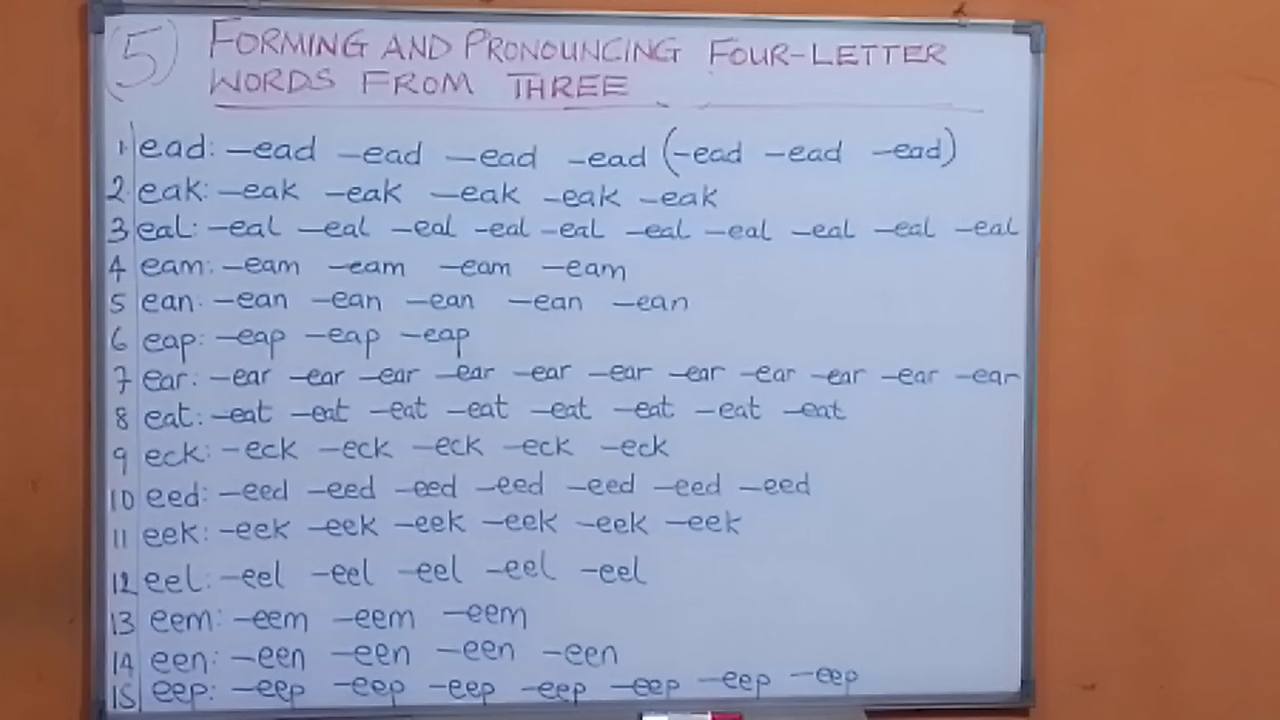 (5) FORMING AND PRONOUNCING FOUR-LETTER
WORDS FROM THREE
1 ead: -ead -ead -ead -ead (-ead -ead -ead)
2 eak: -eak -eak -eak -eak -eak
3 eal: -eal -eal -eal -eal -eal -eal -eal -eal -eal -eal
4 eam: -eam -eam -eam -eam
5 ean: -ean -ean -ean -ean -ean
6 eap: -eap -eap -eap
7 ear: -ear -ear -ear -ear -ear -ear -ear -ear -ear -ear -ear
8 eat: -eat -eat -eat -eat -eat -eat -eat -eat
9 eck: -eck -eck -eck -eck -eck
10 eed: -eed -eed -eed -eed -eed -eed -eed
11 eek: -eek -eek -eek -eek -eek -eek
12 eel: -eel -eel -eel -eel -eel
13 eem: -eem -eem -eem
14 een: -een -een -een -een
15 eep: -eep -eep -eep -eep -eep -eep -eep